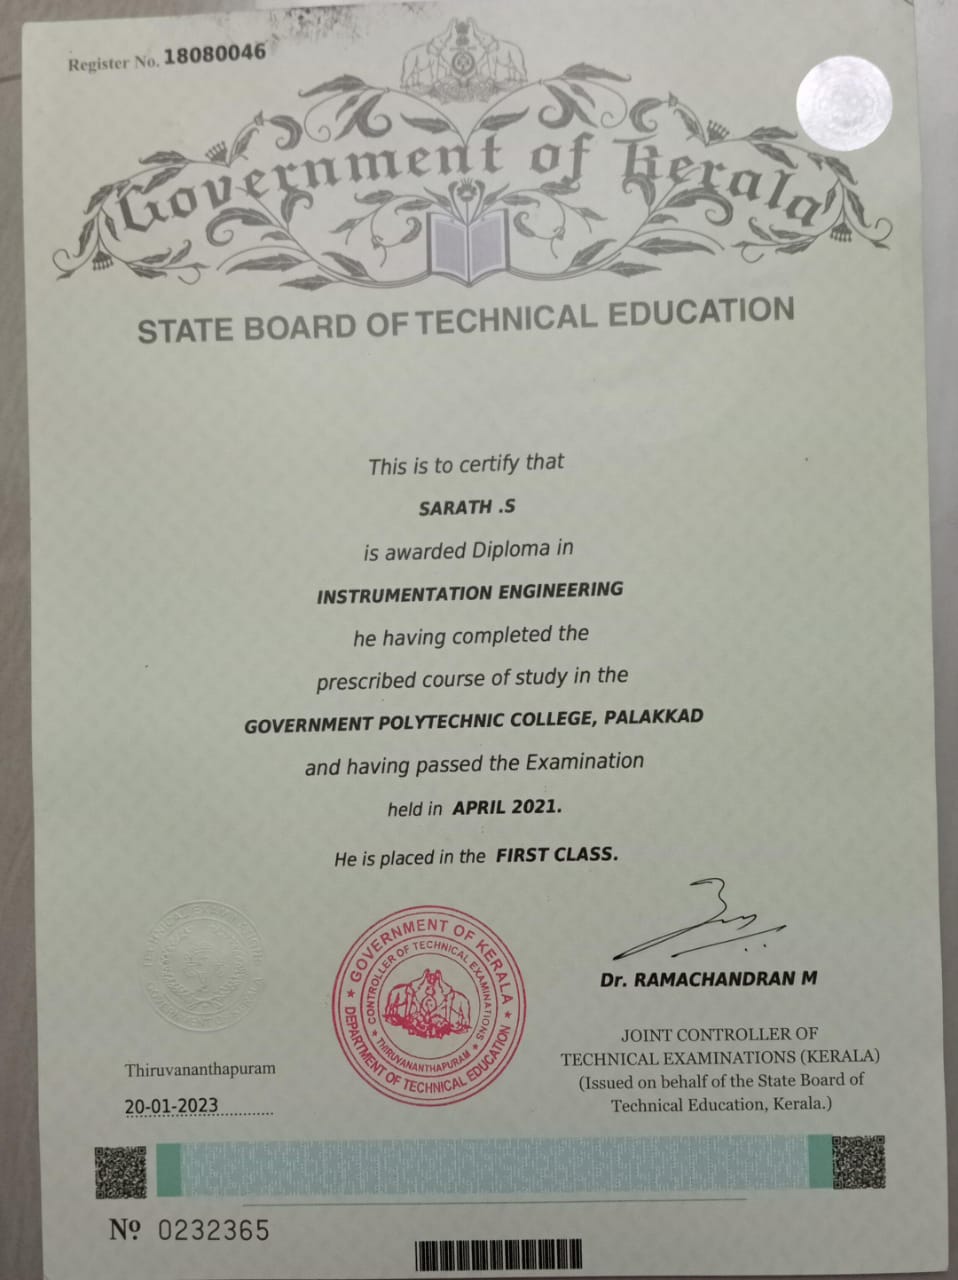 Register No. 18080046
Government of Kerala
STATE BOARD OF TECHNICAL EDUCATION
This is to certify that
SARATH .S
is awarded Diploma in
INSTRUMENTATION ENGINEERING
he having completed the
prescribed course of study in the
GOVERNMENT POLYTECHNIC COLLEGE, PALAKKAD
and having passed the Examination
held in APRIL 2021.
He is placed in the FIRST CLASS.
GOVERNMENT OF KERALA
CONTROLLER OF TECHNICAL EXAMINATIONS
THIRUVANANTHAPURAM
DEPARTMENT OF TECHNICAL EDUCATION
Dr. RAMACHANDRAN M
JOINT CONTROLLER OF
TECHNICAL EXAMINATIONS (KERALA)
(Issued on behalf of the State Board of
Technical Education, Kerala.)
Thiruvananthapuram
20-01-2023
Nº 0232365